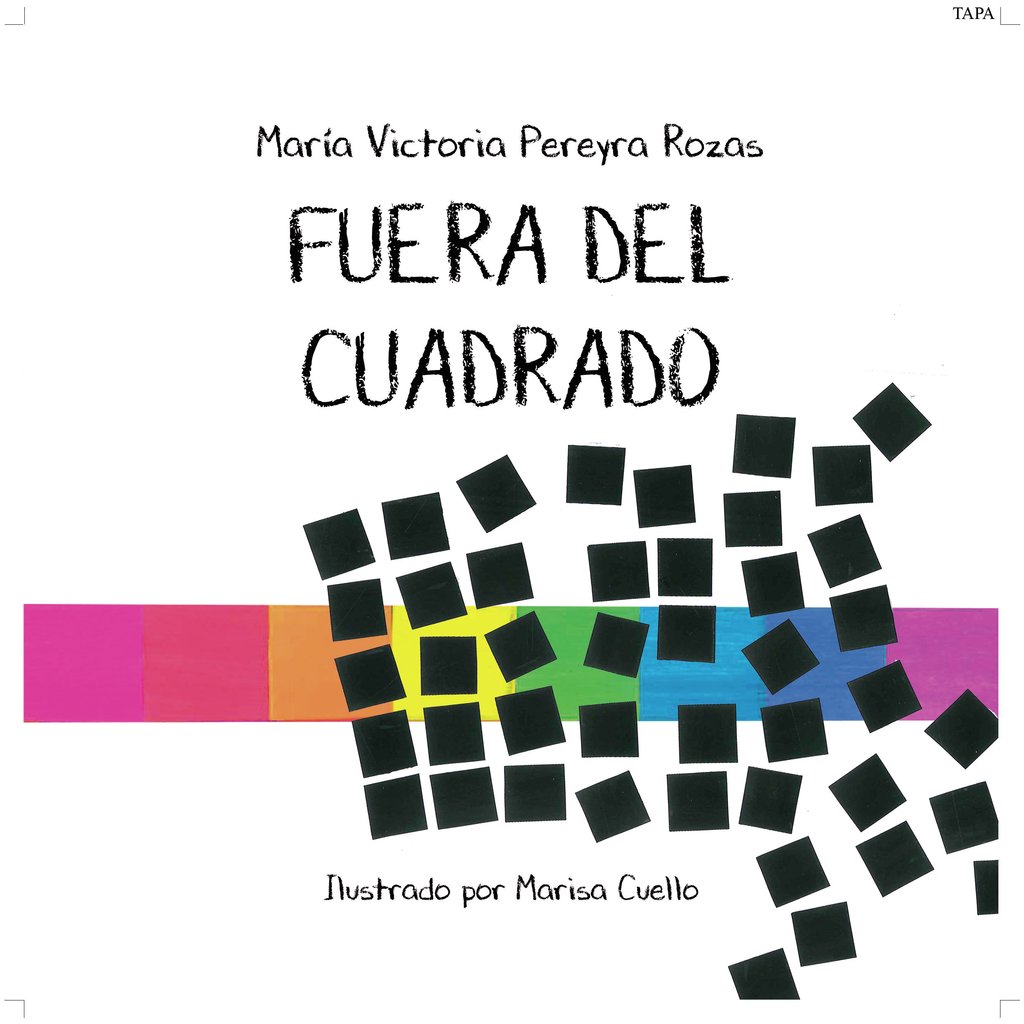 TAPA
María Victoria Pereyra Rozas
FUERA DEL
CUADRADO
Ilustrado por Marisa Cuello